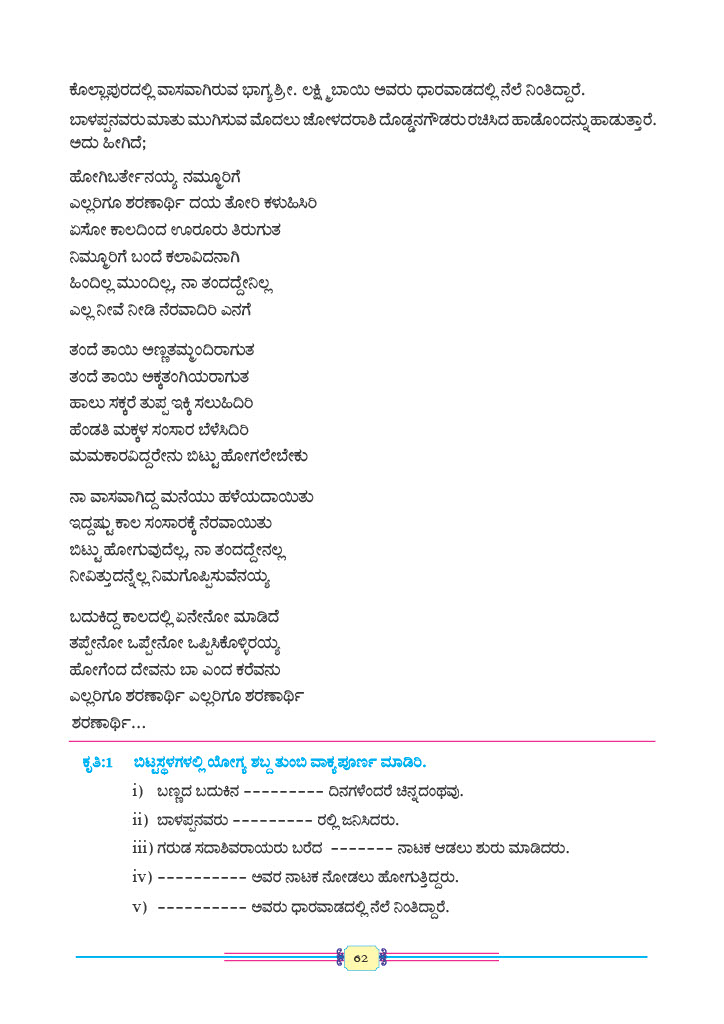 ಕೊಲ್ಲಾಪುರದಲ್ಲಿ ವಾಸವಾಗಿರುವ ಭಾಗ್ಯಶ್ರೀ. ಲಕ್ಷ್ಮಿಬಾಯಿ ಅವರು ಧಾರವಾಡದಲ್ಲಿ ನೆಲೆ ನಿಂತಿದ್ದಾರೆ.
ಬಾಳಪ್ಪನವರು ಮಾತು ಮುಗಿಸುವ ಮೊದಲು ಜೋಳದರಾಶಿ ದೊಡ್ಡನಗೌಡರು ರಚಿಸಿದ ಹಾಡೊಂದನ್ನು ಹಾಡುತ್ತಾರೆ.
ಅದು ಹೀಗಿದೆ;
ಹೋಗಿಬರ್ತೇನಯ್ಯ ನಮ್ಮೂರಿಗೆ
ಎಲ್ಲರಿಗೂ ಶರಣಾರ್ಥಿ ದಯ ತೋರಿ ಕಳುಹಿಸಿರಿ
ಏಸೋ ಕಾಲದಿಂದ ಊರೂರು ತಿರುಗುತ
ನಿಮ್ಮೂರಿಗೆ ಬಂದೆ ಕಲಾವಿದನಾಗಿ
ಹಿಂದಿಲ್ಲ ಮುಂದಿಲ್ಲ, ನಾ ತಂದದ್ದೇನಿಲ್ಲ
ಎಲ್ಲ ನೀವೆ ನೀಡಿ ನೆರವಾದಿರಿ ಎನಗೆ
ತಂದೆ ತಾಯಿ ಅಣ್ಣತಮ್ಮಂದಿರಾಗುತ
ತಂದೆ ತಾಯಿ ಅಕ್ಕತಂಗಿಯರಾಗುತ
ಹಾಲು ಸಕ್ಕರೆ ತುಪ್ಪ ಇಕ್ಕಿ ಸಲುಹಿದಿರಿ
ಹೆಂಡತಿ ಮಕ್ಕಳ ಸಂಸಾರ ಬೆಳೆಸಿದಿರಿ
ಮಮಕಾರವಿದ್ದರೇನು ಬಿಟ್ಟು ಹೋಗಲೇಬೇಕು
ನಾ ವಾಸವಾಗಿದ್ದ ಮನೆಯು ಹಳೆಯದಾಯಿತು
ಇದ್ದಷ್ಟು ಕಾಲ ಸಂಸಾರಕ್ಕೆ ನೆರವಾಯಿತು
ಬಿಟ್ಟು ಹೋಗುವುದೆಲ್ಲ, ನಾ ತಂದದ್ದೇನಲ್ಲ
ನೀವಿತ್ತುದನ್ನೆಲ್ಲ ನಿಮಗೊಪ್ಪಿಸುವೆನಯ್ಯ
ಬದುಕಿದ್ದ ಕಾಲದಲ್ಲಿ ಏನೇನೋ ಮಾಡಿದೆ
ತಪ್ಪೇನೋ ಒಪ್ಪೇನೋ ಒಪ್ಪಿಸಿಕೊಳ್ಳಿರಯ್ಯ
ಹೋಗೆಂದ ದೇವನು ಬಾ ಎಂದ ಕರೆವನು
ಎಲ್ಲರಿಗೂ ಶರಣಾರ್ಥಿ ಎಲ್ಲರಿಗೂ ಶರಣಾರ್ಥಿ
ಶರಣಾರ್ಥಿ...
ಕೃತಿ:1 ಬಿಟ್ಟಸ್ಥಳಗಳಲ್ಲಿ ಯೋಗ್ಯ ಶಬ್ದ ತುಂಬಿ ವಾಕ್ಯ ಪೂರ್ಣ ಮಾಡಿರಿ.
i) ಬಣ್ಣದ ಬದುಕಿನ --------- ದಿನಗಳೆಂದರೆ ಚಿನ್ನದಂಥವು.
ii) ಬಾಳಪ್ಪನವರು --------- ರಲ್ಲಿ ಜನಿಸಿದರು.
iii) ಗರುಡ ಸದಾಶಿವರಾಯರು ಬರೆದ ------- ನಾಟಕ ಆಡಲು ಶುರು ಮಾಡಿದರು.
iv) ---------- ಅವರ ನಾಟಕ ನೋಡಲು ಹೋಗುತ್ತಿದ್ದರು.
v) ---------- ಅವರು ಧಾರವಾಡದಲ್ಲಿ ನೆಲೆ ನಿಂತಿದ್ದಾರೆ.
62